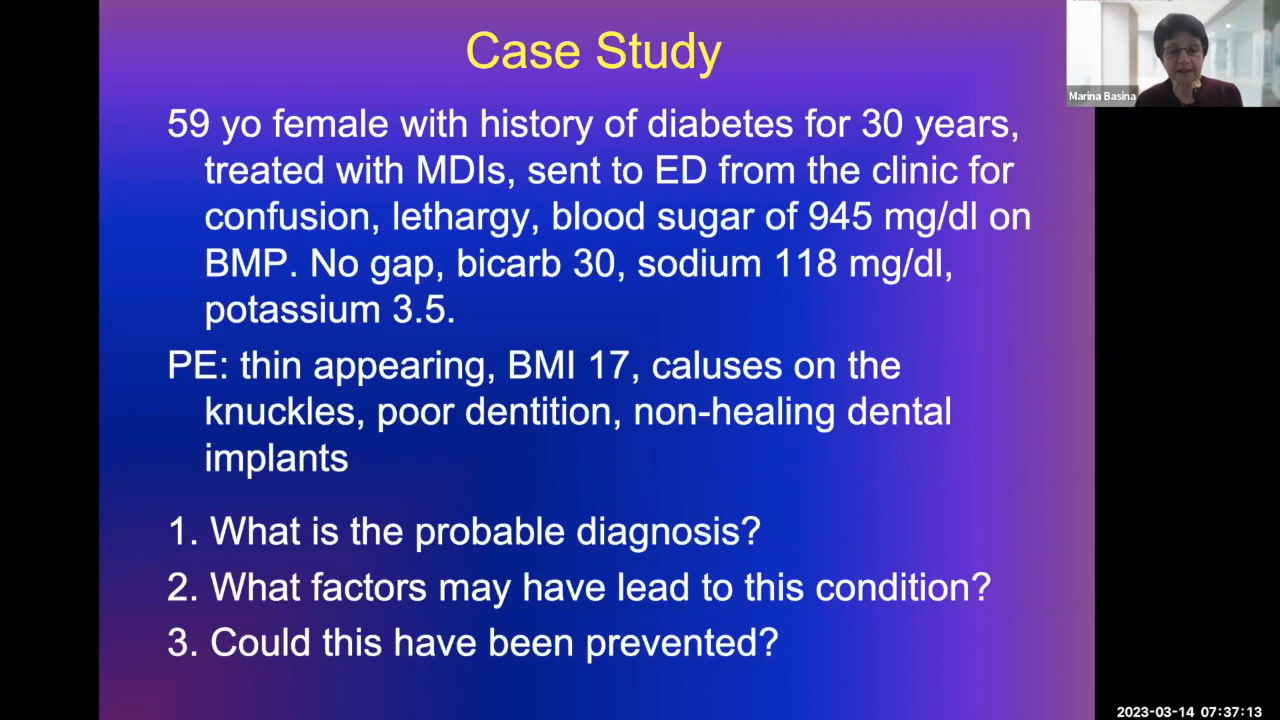 Case Study
Marina Basina
59 yo female with history of diabetes for 30 years,
treated with MDIs, sent to ED from the clinic for
confusion, lethargy, blood sugar of 945 mg/dl on
BMP. No gap, bicarb 30, sodium 118 mg/dl,
potassium 3.5.
PE: thin appearing, BMI 17, caluses on the
knuckles, poor dentition, non-healing dental
implants
1. What is the probable diagnosis?
2. What factors may have lead to this condition?
3. Could this have been prevented?
2023-03-14 07:37:13